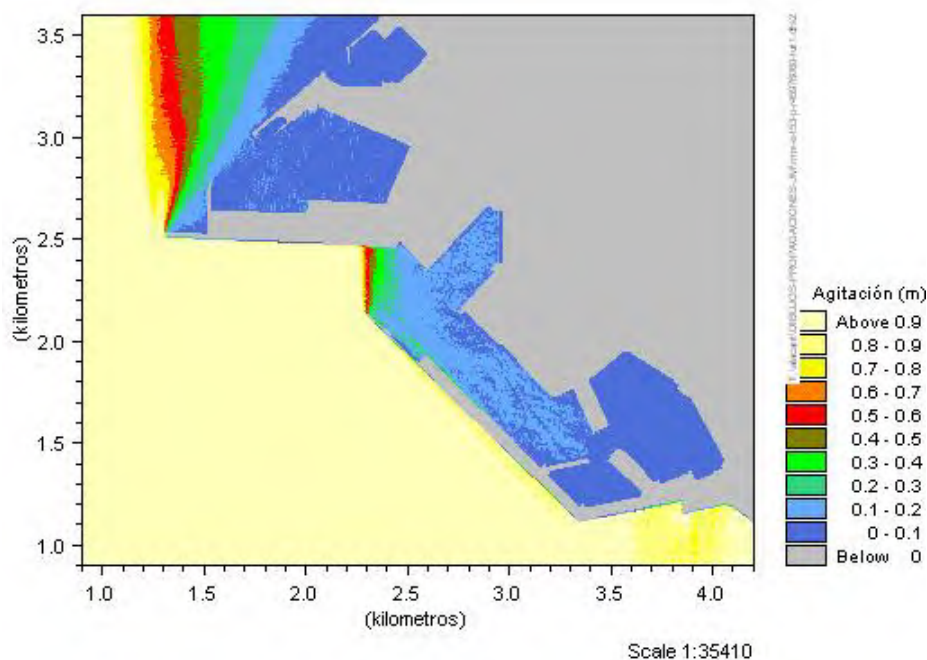 3.5
3.0
2.5
2.0
1.5
1.0
(kilometros)
1.0 1.5 2.0 2.5 3.0 3.5 4.0
(kilometros)
Scale 1:35410
Agitación (m)
Above 0.9
0.8 - 0.9
0.7 - 0.8
0.6 - 0.7
0.5 - 0.6
0.4 - 0.5
0.3 - 0.4
0.2 - 0.3
0.1 - 0.2
0 - 0.1
Below 0